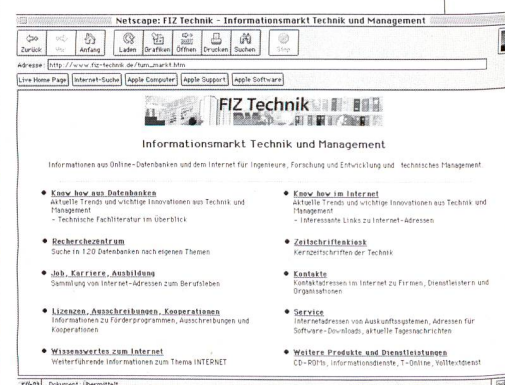 Netscape: FIZ Technik - Informationsmarkt Technik und Management
Zurück Vor Anfang Laden Grafiken Öffnen Drucken Suchen Stop
Adresse: http://www.fiz-technik.de/tum_markt.htm
Live Home Page Internet-Suche Apple Computer Apple Support Apple Software
FIZ Technik
Informationsmarkt Technik und Management
Informationen aus Online-Datenbanken und dem Internet für Ingenieure, Forschung und Entwicklung und technisches Management.
Know how aus Datenbanken
Aktuelle Trends und wichtige Innovationen aus Technik und
Management
- Technische Fachliteratur im Überblick
Recherchezentrum
Suche in 120 Datenbanken nach eigenen Themen
Job, Karriere, Ausbildung
Sammlung von Internet-Adressen zum Berufsleben
Lizenzen, Ausschreibungen, Kooperationen
Informationen zu Förderprogrammen, Ausschreibungen und
Kooperationen
Wissenswertes zum Internet
Weiterführende Informationen zum Thema INTERNET
Know how im Internet
Aktuelle Trends und wichtige Innovationen aus Technik und
Management
- Interessante Links zu Internet-Adressen
Zeitschriftenkiosk
Kernzeitschriften der Technik
Kontakte
Kontaktadressen im Internet zu Firmen, Dienstleistern und
Organisationen
Service
Internetadressen von Auskunftssystemen, Adressen für
Software-Downloads, aktuelle Tagesnachrichten
Weitere Produkte und Dienstleistungen
CD-ROMs, Informationsdienste, T-Online, Volltextdienst
Dokument: Übermittelt